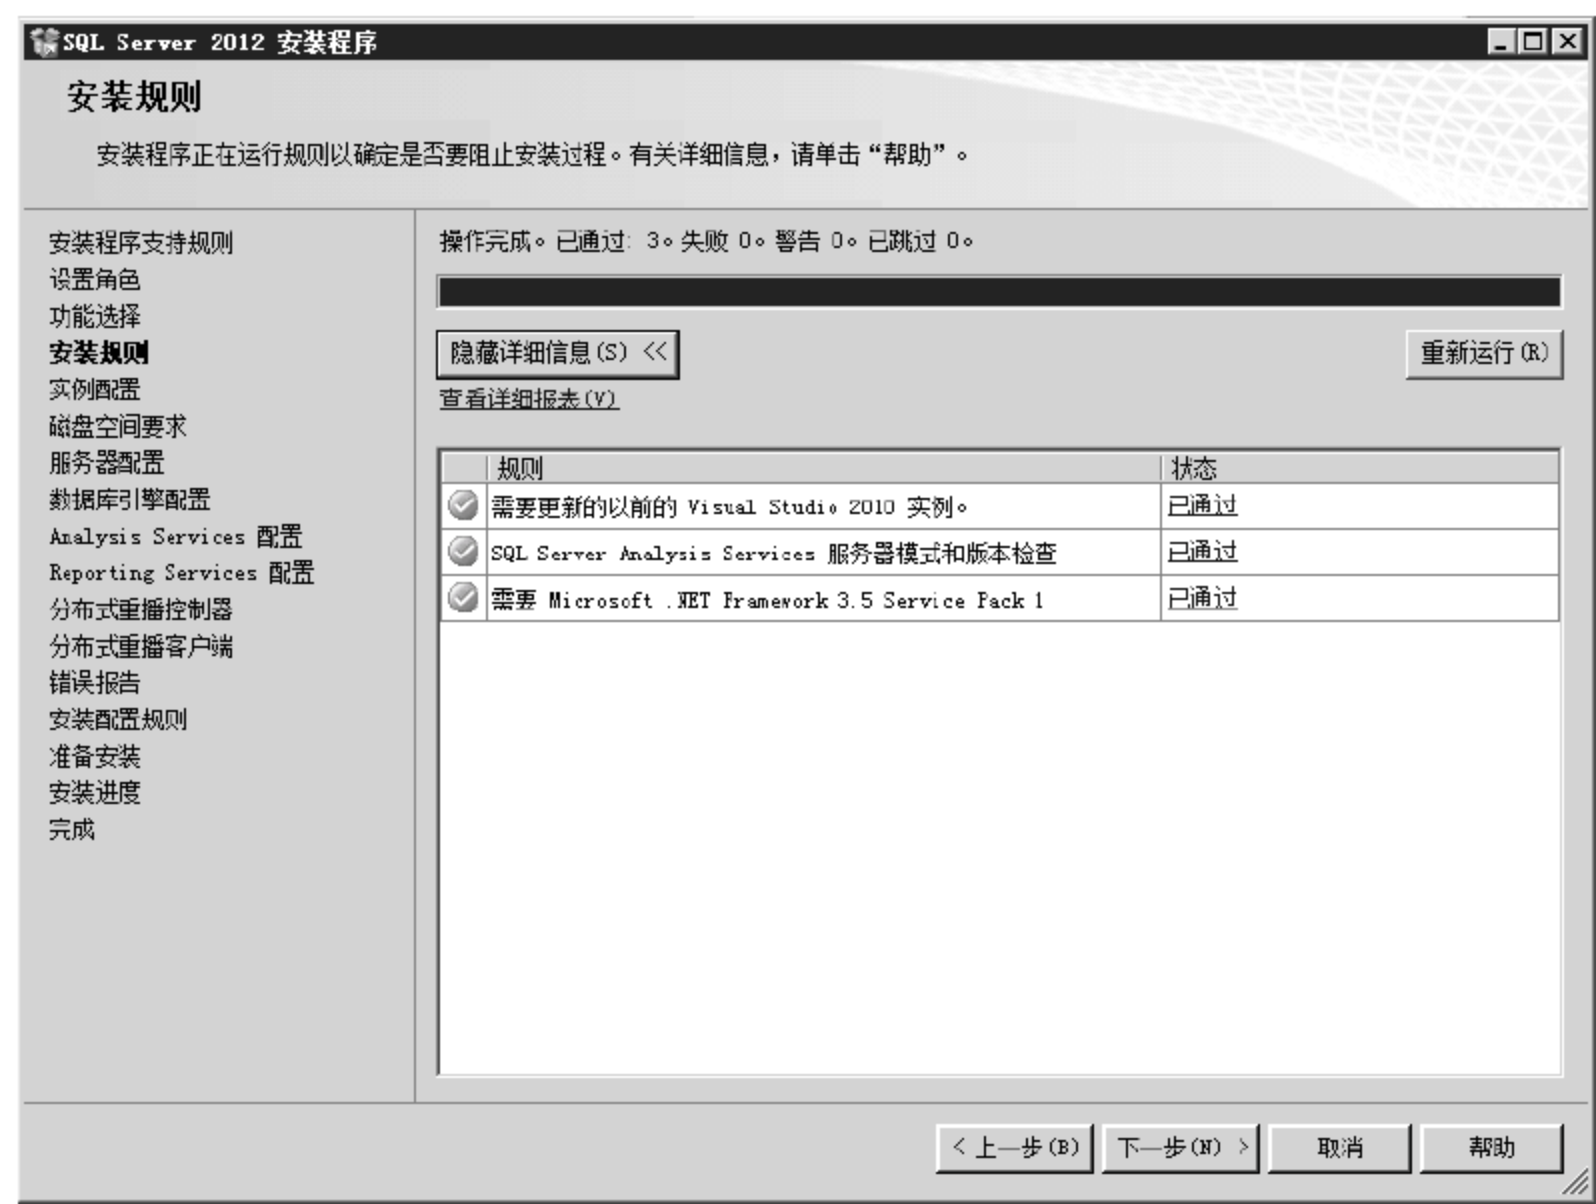 SQL Server 2012 安装程序
安装规则
安装程序正在运行规则以确定是否要阻止安装过程。有关详细信息，请单击“帮助”。
安装程序支持规则
设置角色
功能选择
安装规则
实例配置
磁盘空间要求
服务器配置
数据库引擎配置
Analysis Services 配置
Reporting Services 配置
分布式重播控制器
分布式重播客户端
错误报告
安装配置规则
准备安装
安装进度
完成
操作完成。已通过: 3。失败 0。警告 0。已跳过 0。
隐藏详细信息(S) <<
重新运行(R)
查看详细报表(V)
规则 状态
需要更新的以前的 Visual Studio 2010 实例。 已通过
SQL Server Analysis Services 服务器模式和版本检查 已通过
需要 Microsoft .NET Framework 3.5 Service Pack 1 已通过
< 上一步(B) 下一步(N) > 取消 帮助